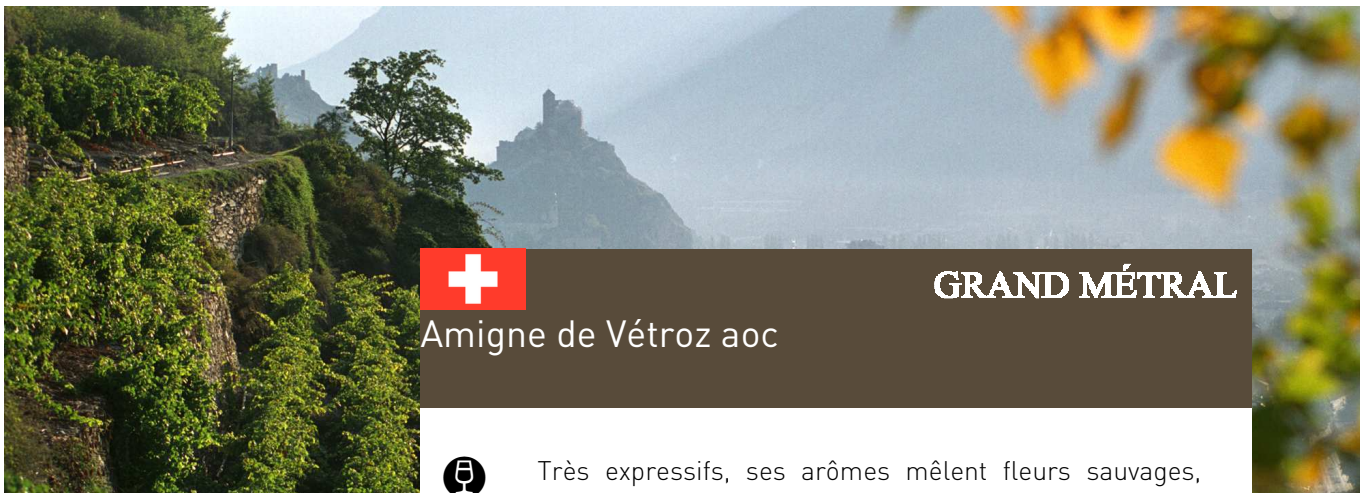 GRAND MÉTRAL
Amigne de Vétroz aoc
Très expressifs, ses arômes mêlent fleurs sauvages,